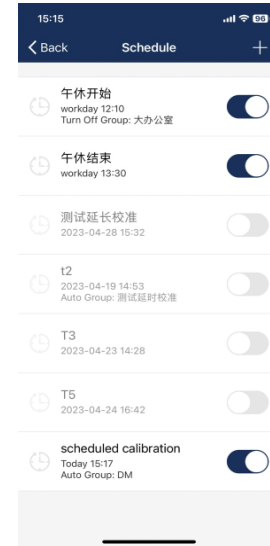 15:15
96
Back
Schedule
午休开始
workday 12:10
Turn Off Group: 大办公室
午休结束
workday 13:30
测试延长校准
2023-04-28 15:32
t2
2023-04-19 14:53
Auto Group: 测试延时校准
T3
2023-04-23 14:28
T5
2023-04-24 16:42
scheduled calibration
Today 15:17
Auto Group: DM